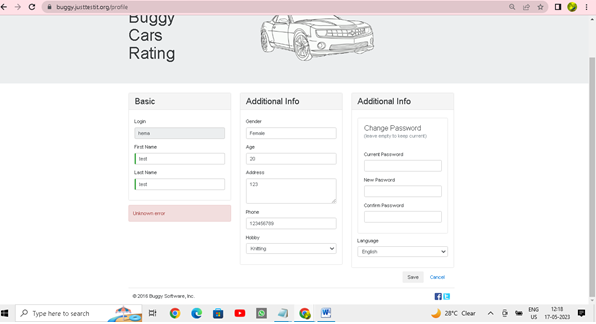 buggy.justtestit.org/profile
Buggy
Cars
Rating
Basic
Login
hema
First Name
test
Last Name
test
Unknown error
Additional Info
Gender
Female
Age
20
Address
123
Phone
123456789
Hobby
Knitting
Additional Info
Change Password
(leave empty to keep current)
Current Password
New Password
Confirm Password
Language
English
Save
Cancel
© 2016 Buggy Software, Inc.
Type here to search
28°C Clear
ENG
US
12:18
17-05-2023